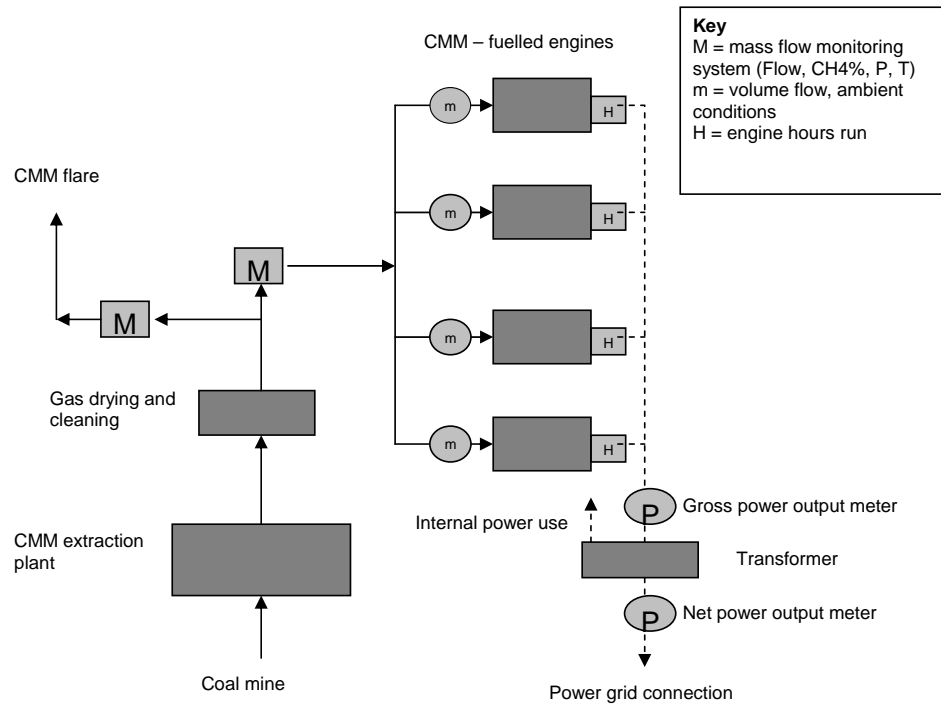 CMM – fuelled engines
Key
M = mass flow monitoring
system (Flow, CH4%, P, T)
m = volume flow, ambient
conditions
H = engine hours run
m
H
CMM flare
m
H
M
M
m
H
Gas drying and
cleaning
m
H
P
Gross power output meter
Internal power use
CMM extraction
plant
Transformer
P
Net power output meter
Coal mine
Power grid connection